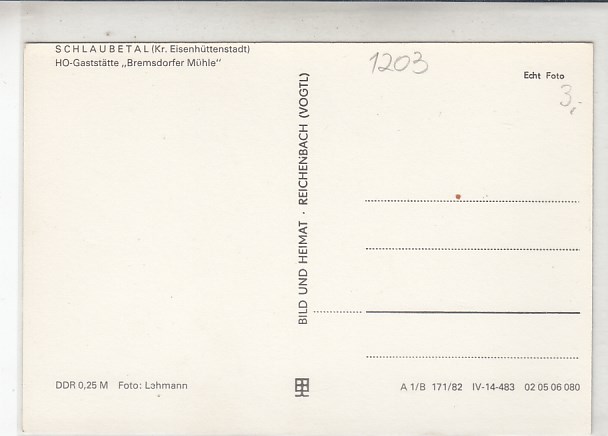 SCHLAUBETAL (Kr. Eisenhüttenstadt)
HO-Gaststätte „Bremsdorfer Mühle"
1203
Echt Foto
3,-
BILD UND HEIMAT · REICHENBACH (VOGTL)
DDR 0,25 M Foto: Lahmann
A 1/B 171/82 IV-14-483 02 05 06 080